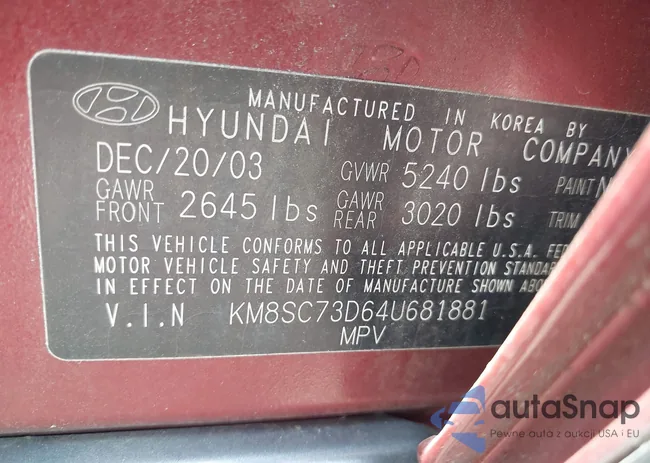 MANUFACTURED IN KOREA BY
HYUNDAI MOTOR COMPANY
DEC/20/03 GVWR 5240 lbs PAINT
GAWR FRONT 2645 lbs GAWR REAR 3020 lbs TRIM
THIS VEHICLE CONFORMS TO ALL APPLICABLE U.S.A.
MOTOR VEHICLE SAFETY AND THEFT PREVENTION
IN EFFECT ON THE DATE OF MANUFACTURE SHOWN
V.I.N KM8SC73D64U681881
MPV
autaSnap
Pewne auta z aukcji USA i EU